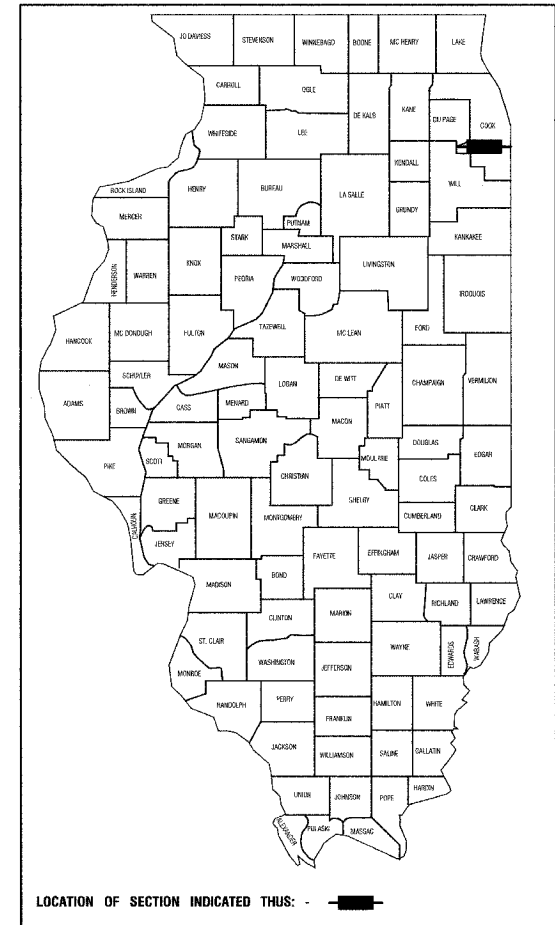 JO DAVIESS STEVENSON WINNEBAGO BOONE MC HENRY LAKE
CARROLL OGLE DE KALB KANE DU PAGE COOK
WHITESIDE LEE KENDALL WILL
ROCK ISLAND HENRY BUREAU LA SALLE GRUNDY
MERCER PUTNAM KANKAKEE
HENDERSON WARREN KNOX STARK MARSHALL LIVINGSTON
PEORIA WOODFORD IROQUOIS
HANCOCK MC DONOUGH FULTON TAZEWELL MC LEAN FORD
SCHUYLER MASON LOGAN DE WITT CHAMPAIGN VERMILION
ADAMS BROWN CASS MENARD MACON PIATT
PIKE SCOTT MORGAN SANGAMON MOULTRIE DOUGLAS EDGAR
CHRISTIAN COLES
GREENE MACOUPIN SHELBY CUMBERLAND CLARK
CALHOUN JERSEY MONTGOMERY
FAYETTE EFFINGHAM JASPER CRAWFORD
MADISON BOND
CLAY RICHLAND LAWRENCE
CLINTON MARION
ST. CLAIR WAYNE EDWARDS WABASH
MONROE WASHINGTON JEFFERSON
RANDOLPH PERRY HAMILTON WHITE
FRANKLIN
JACKSON WILLIAMSON SALINE GALLATIN
UNION JOHNSON POPE HARDIN
ALEXANDER PULASKI MASSAC
LOCATION OF SECTION INDICATED THUS: -